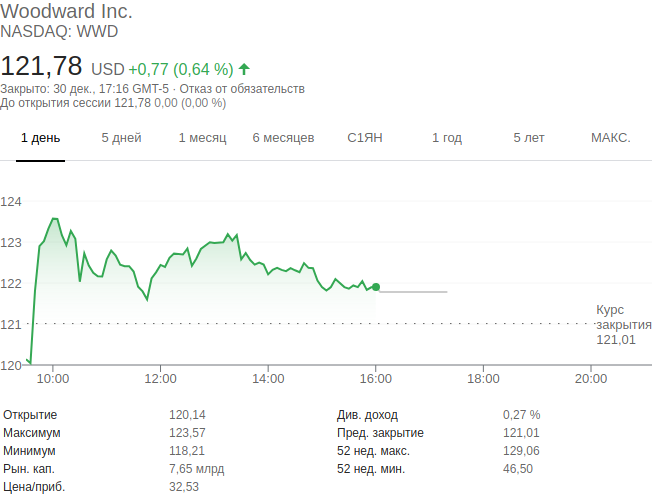 Woodward Inc.
NASDAQ: WWD
121,78 USD +0,77 (0,64 %)
Закрыто: 30 дек., 17:16 GMT-5 · Отказ от обязательств
До открытия сессии 121,78 0,00 (0,00 %)
1 день 5 дней 1 месяц 6 месяцев С1ЯН 1 год 5 лет МАКС.
124
123
122
121
120
Курс
закрытия
121,01
10:00 12:00 14:00 16:00 18:00 20:00
Открытие 120,14 Див. доход 0,27 %
Максимум 123,57 Пред. закрытие 121,01
Минимум 118,21 52 нед. макс. 129,06
Рын. кап. 7,65 млрд 52 нед. мин. 46,50
Цена/приб. 32,53